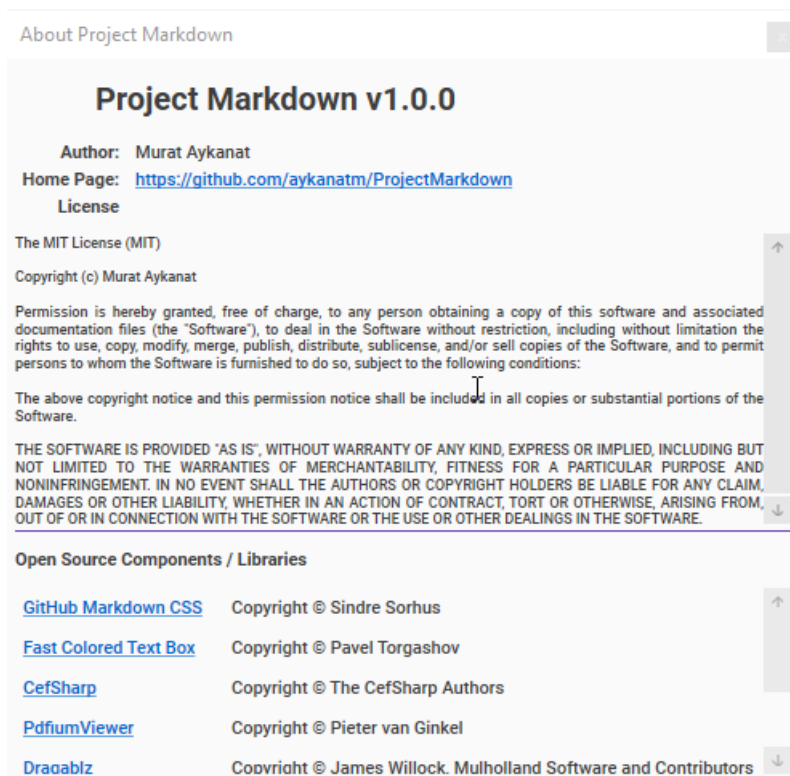 About Project Markdown
Project Markdown v1.0.0
Author: Murat Aykanat
Home Page: https://github.com/aykanatm/ProjectMarkdown
License
The MIT License (MIT)
Copyright (c) Murat Aykanat
Permission is hereby granted, free of charge, to any person obtaining a copy of this software and associated
documentation files (the "Software"), to deal in the Software without restriction, including without limitation the
rights to use, copy, modify, merge, publish, distribute, sublicense, and/or sell copies of the Software, and to permit
persons to whom the Software is furnished to do so, subject to the following conditions:
The above copyright notice and this permission notice shall be included in all copies or substantial portions of the
Software.
THE SOFTWARE IS PROVIDED "AS IS", WITHOUT WARRANTY OF ANY KIND, EXPRESS OR IMPLIED, INCLUDING BUT
NOT LIMITED TO THE WARRANTIES OF MERCHANTABILITY, FITNESS FOR A PARTICULAR PURPOSE AND
NONINFRINGEMENT. IN NO EVENT SHALL THE AUTHORS OR COPYRIGHT HOLDERS BE LIABLE FOR ANY CLAIM,
DAMAGES OR OTHER LIABILITY, WHETHER IN AN ACTION OF CONTRACT, TORT OR OTHERWISE, ARISING FROM,
OUT OF OR IN CONNECTION WITH THE SOFTWARE OR THE USE OR OTHER DEALINGS IN THE SOFTWARE.
Open Source Components / Libraries
GitHub Markdown CSS Copyright © Sindre Sorhus
Fast Colored Text Box Copyright © Pavel Torgashov
CefSharp Copyright © The CefSharp Authors
PdfiumViewer Copyright © Pieter van Ginkel
Dragablz Copyright © James Willock, Mulholland Software and Contributors